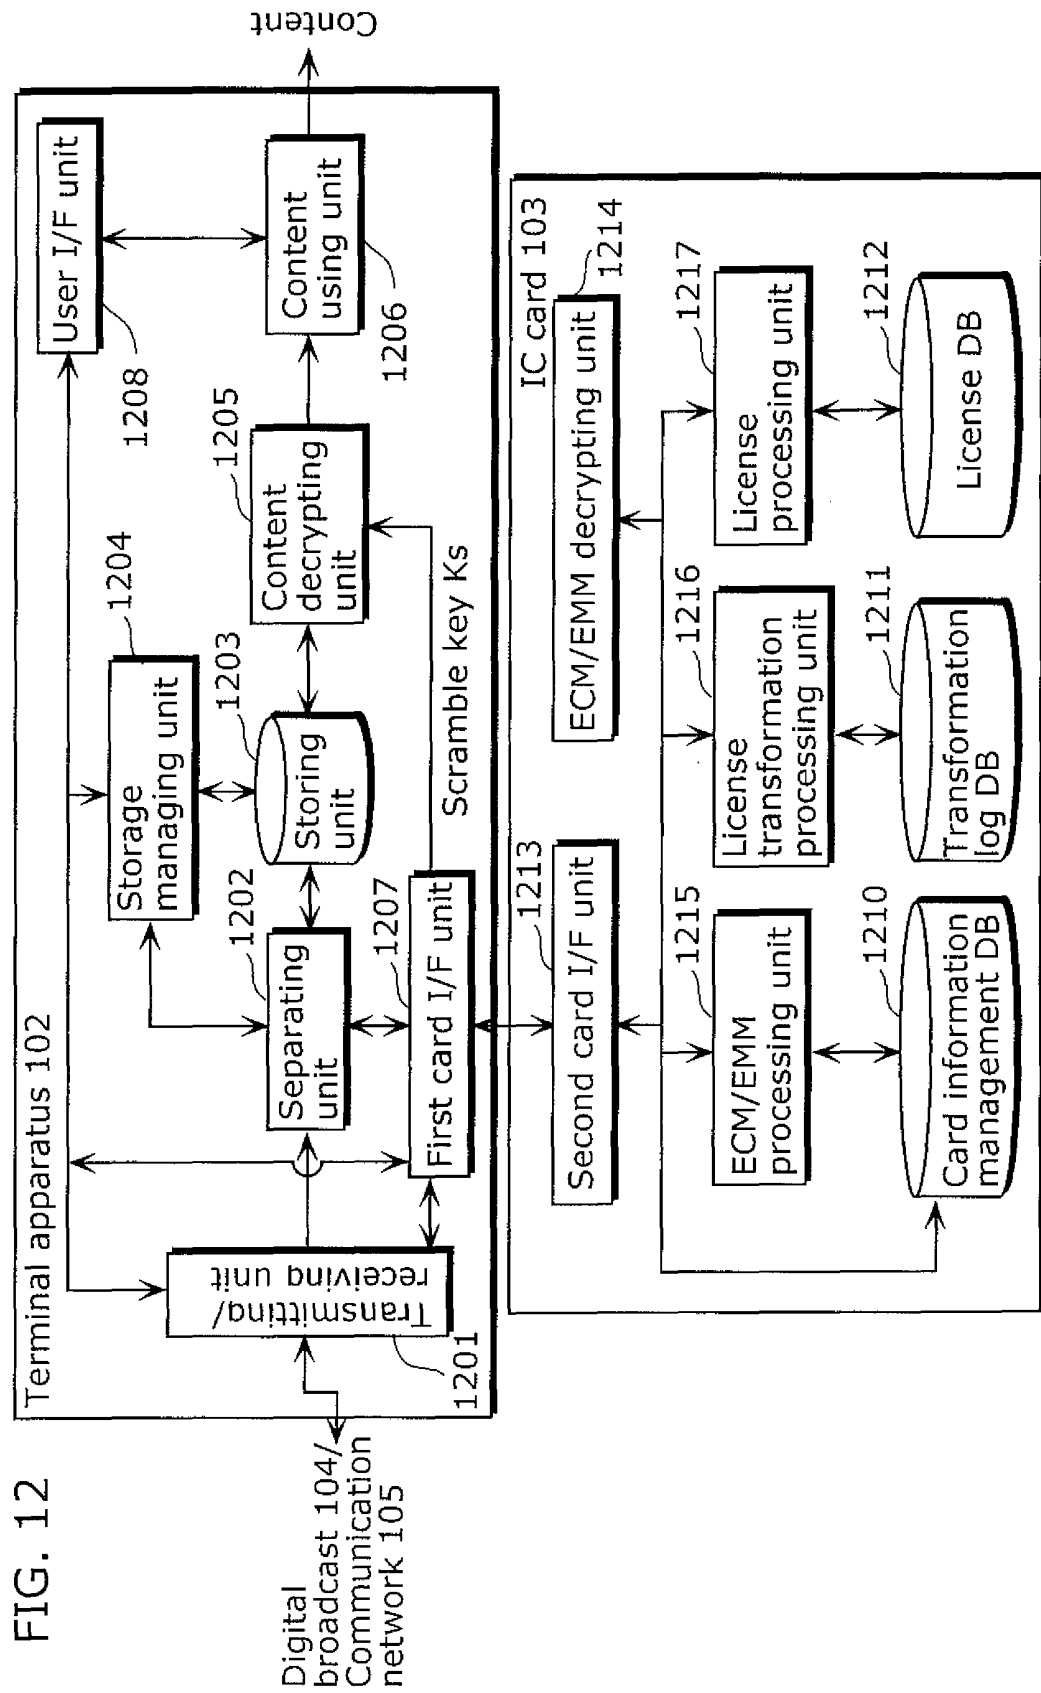 FIG. 12
Digital
broadcast 104/
Communication
network 105
Terminal apparatus 102
Transmitting/
receiving unit
1201
Separating
unit
1202
Storing
unit
1203
Storage
managing unit
1204
Content
decrypting
unit
1205
Content
using unit
1206
First card I/F unit
1207
User I/F unit
1208
Scramble key Ks
Content
IC card 103
Second card I/F unit
1213
ECM/EMM decrypting unit
1214
ECM/EMM
processing unit
1215
License
transformation
processing unit
1216
License
processing unit
1217
Card information
management DB
1210
Transformation
log DB
1211
License DB
1212